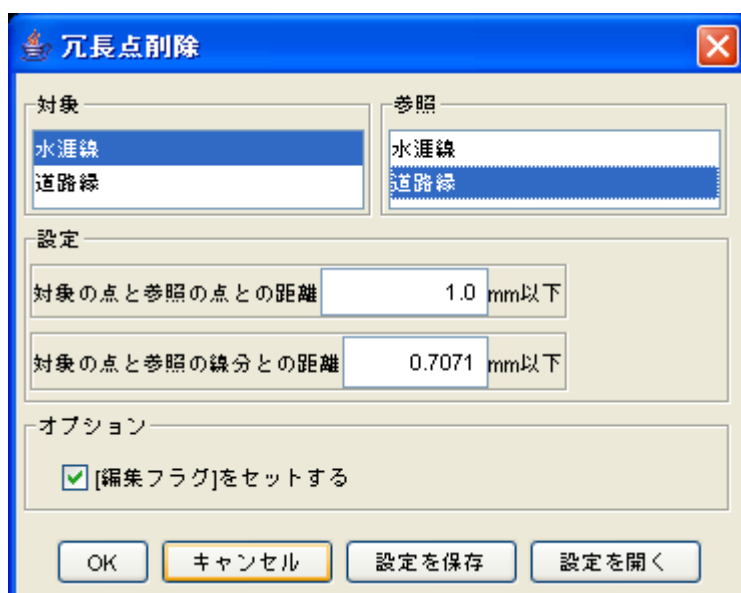 冗長点削除
対象
水涯線
道路縁
参照
水涯線
道路縁
設定
対象の点と参照の点との距離 1.0 mm以下
対象の点と参照の線分との距離 0.7071 mm以下
オプション
[編集フラグ]をセットする
OK キャンセル 設定を保存 設定を開く